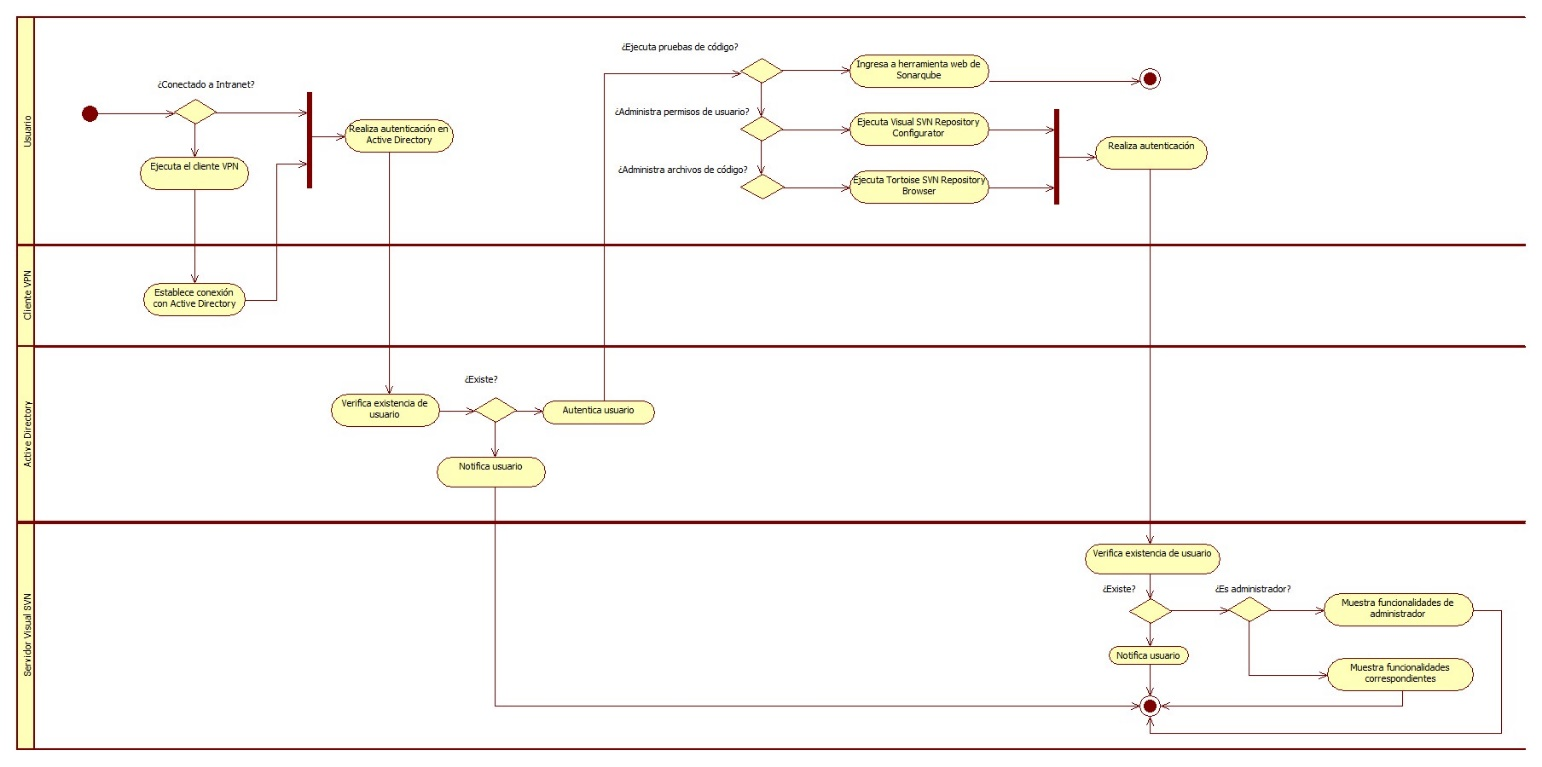 Usuario
¿Conectado a Intranet?
Ejecuta el cliente VPN
Realiza autenticación en
Active Directory
¿Ejecuta pruebas de código?
Ingresa a herramienta web de
Sonarqube
¿Administra permisos de usuario?
Ejecuta Visual SVN Repository
Configurator
¿Administra archivos de código?
Ejecuta Tortoise SVN Repository
Browser
Realiza autenticación
Cliente VPN
Establece conexión
con Active Directory
Active Directory
Verifica existencia de
usuario
¿Existe?
Autentica usuario
Notifica usuario
Servidor Visual SVN
Verifica existencia de usuario
¿Existe?
¿Es administrador?
Muestra funcionalidades de
administrador
Notifica usuario
Muestra funcionalidades
correspondientes